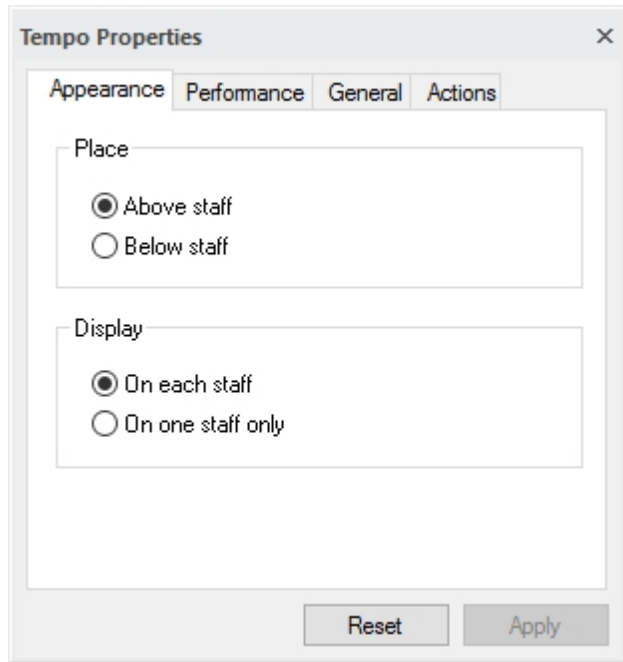 Tempo Properties
Appearance Performance General Actions
Place
Above staff
Below staff
Display
On each staff
On one staff only
Reset Apply